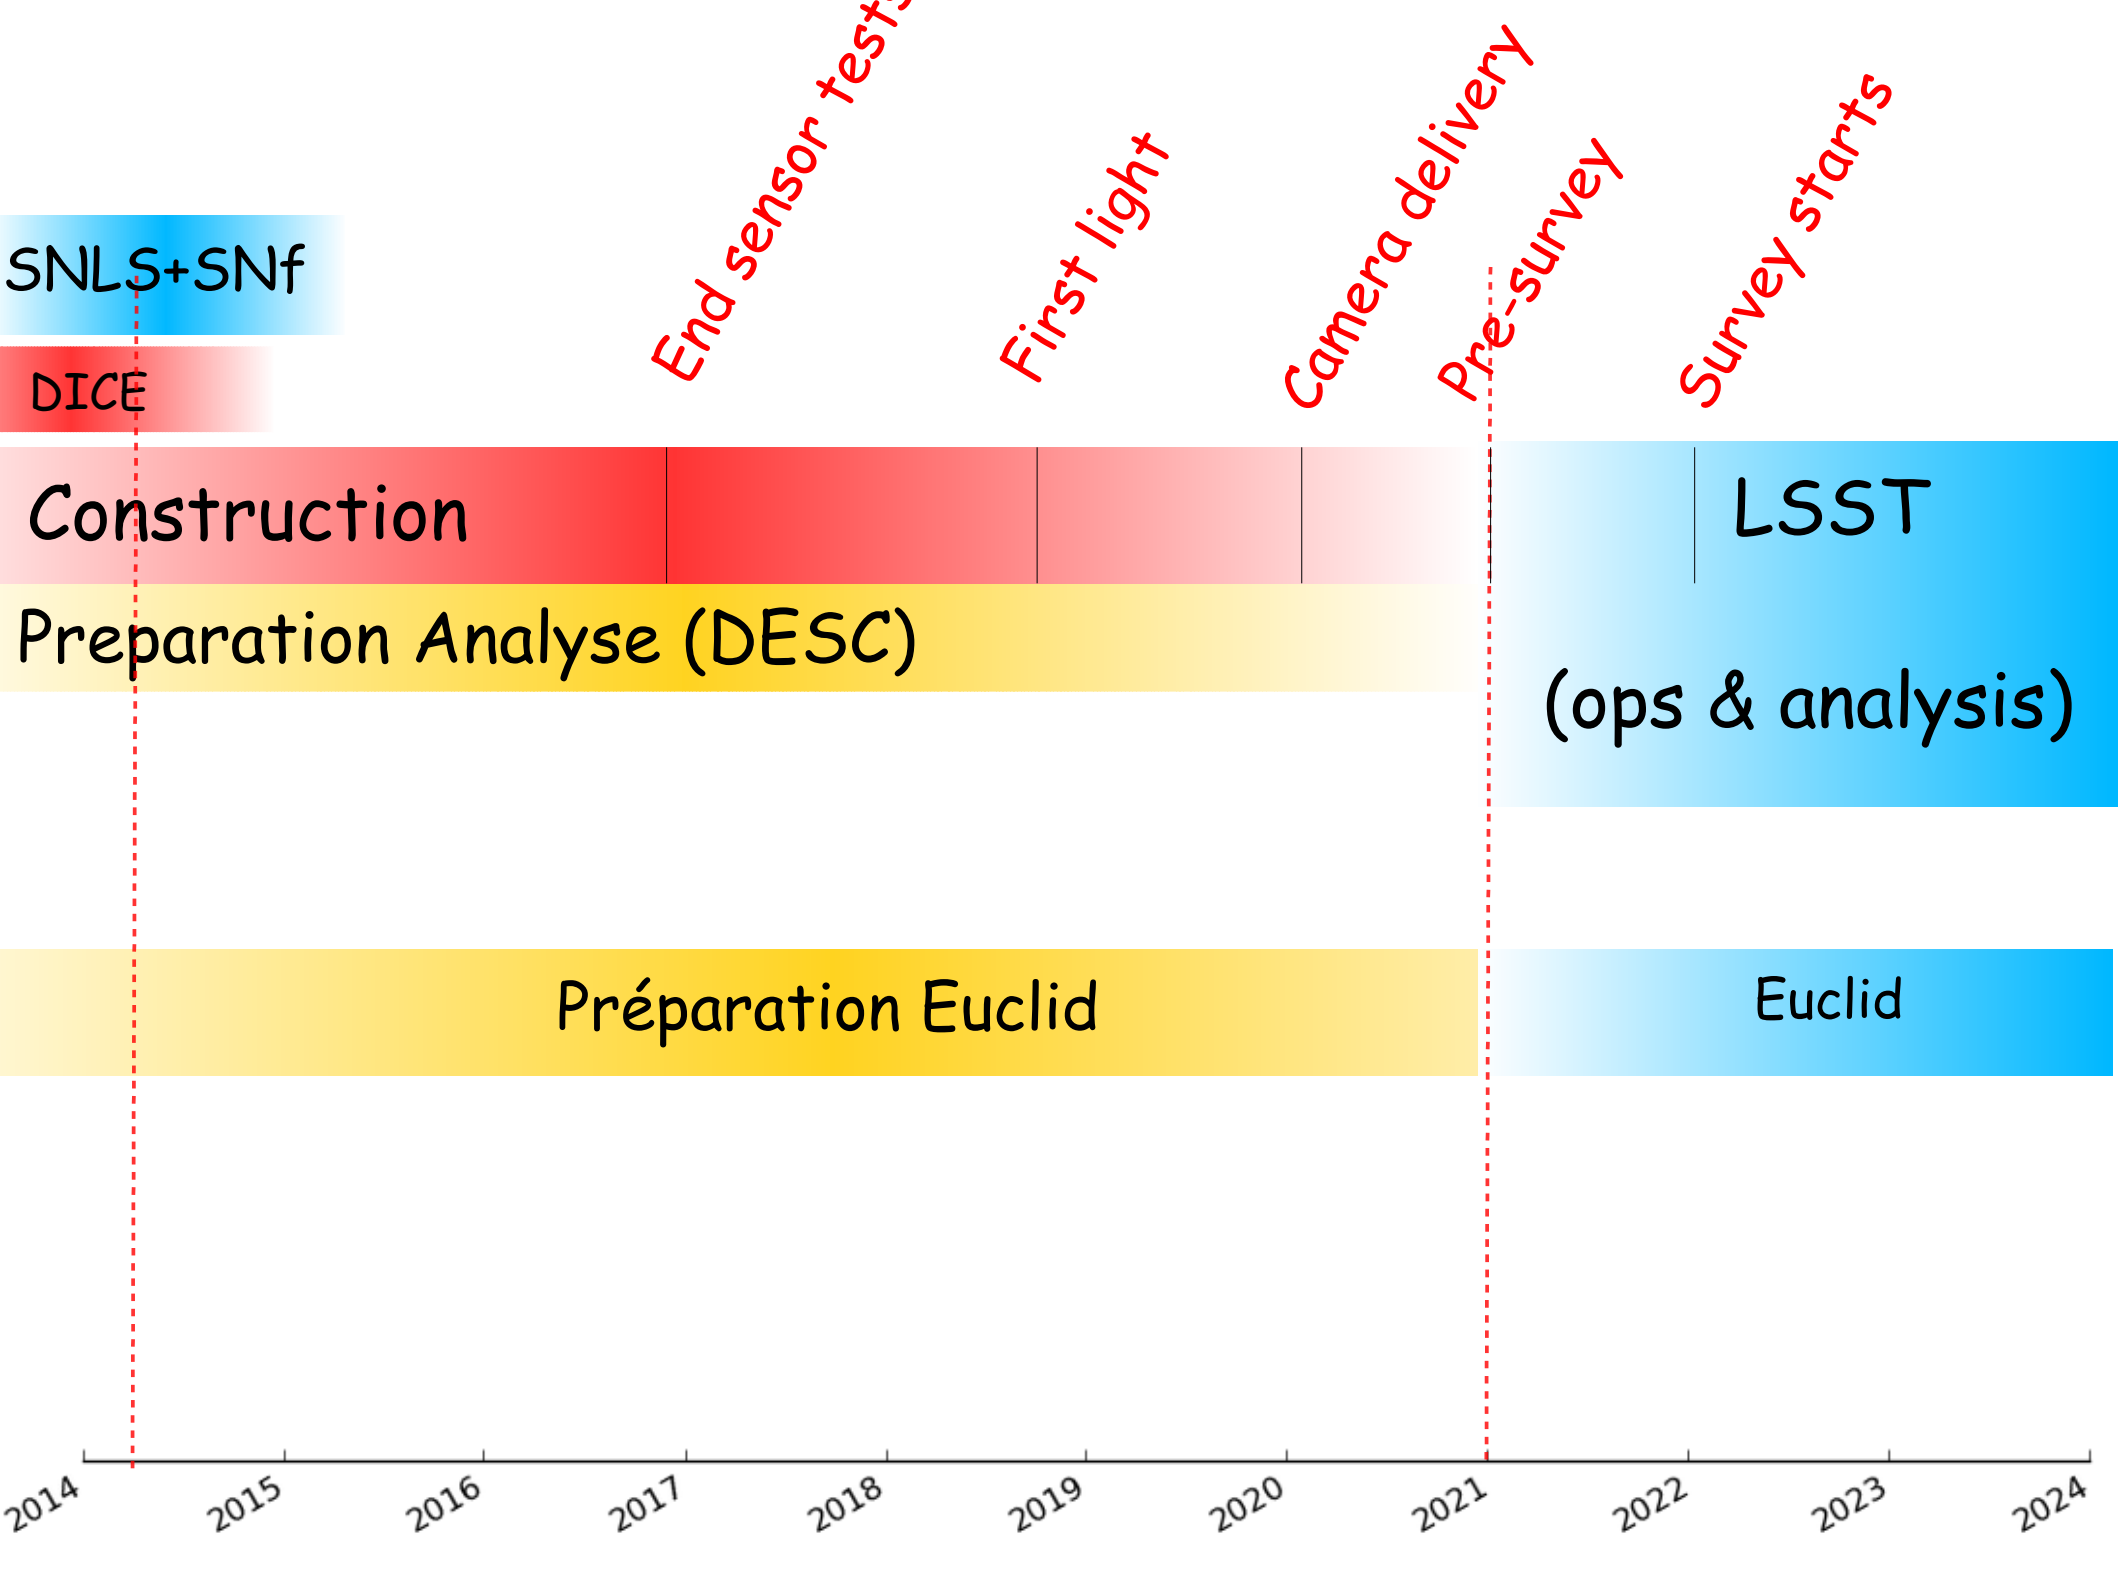 End sensor tests
First light
Camera delivery
Pre-survey
Survey starts
SNLS+SNf
DICE
Construction
LSST
Preparation Analyse (DESC)
(ops & analysis)
Préparation Euclid
Euclid
2014
2015
2016
2017
2018
2019
2020
2021
2022
2023
2024